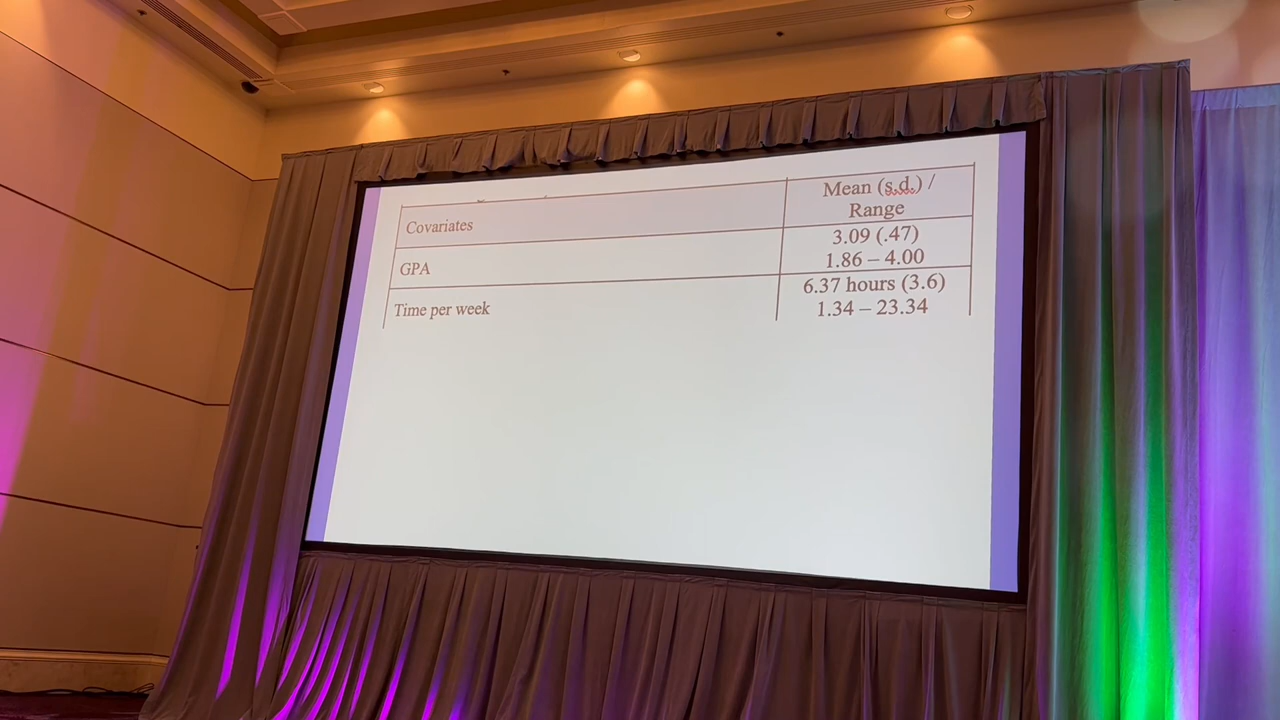 Covariates
Mean (s.d.) /
Range
GPA
3.09 (.47)
1.86 – 4.00
Time per week
6.37 hours (3.6)
1.34 – 23.34